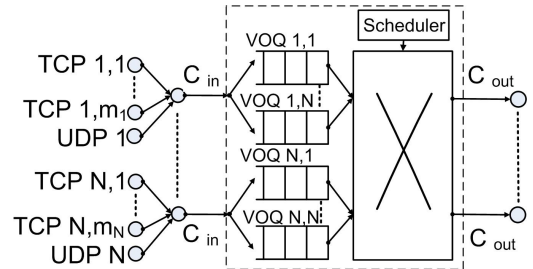 Scheduler
VOQ 1,1
TCP 1,1
C in
C out
TCP 1,m1
VOQ 1,N
UDP 1
VOQ N,1
TCP N,1
VOQ N,N
TCP N,mN
C in
C out
UDP N